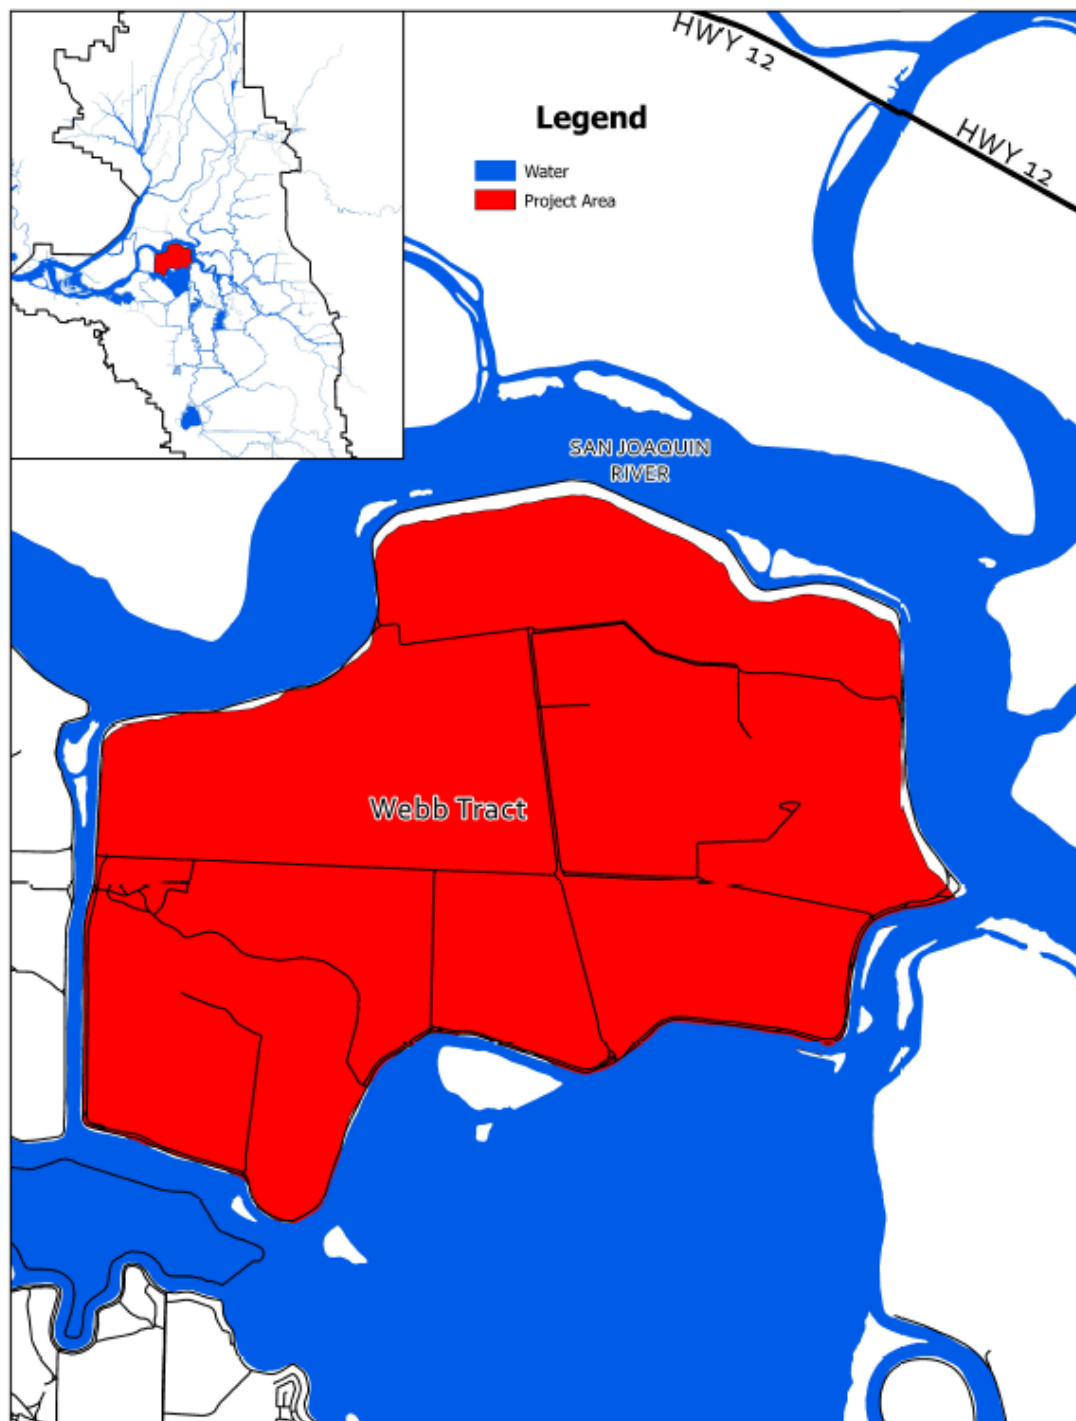 HWY 12
HWY 12
Legend
Water
Project Area
SAN JOAQUIN
RIVER
Webb Tract